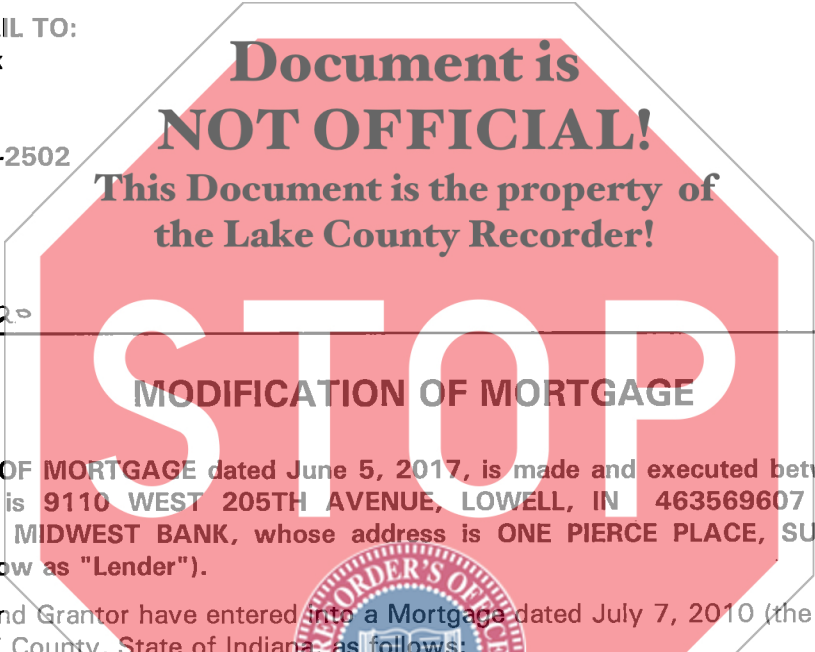 IL TO:
Document is
NOT OFFICIAL!
-2502
This Document is the property of
the Lake County Recorder!
STOP
MODIFICATION OF MORTGAGE
OF MORTGAGE dated June 5, 2017, is made and executed betw
is 9110 WEST 205TH AVENUE, LOWELL, IN 463569607
MIDWEST BANK, whose address is ONE PIERCE PLACE, SU
ow as "Lender").
nd Grantor have entered into a Mortgage dated July 7, 2010 (the
County, State of Indiana, as follows:
RECORDER'S OFFICE